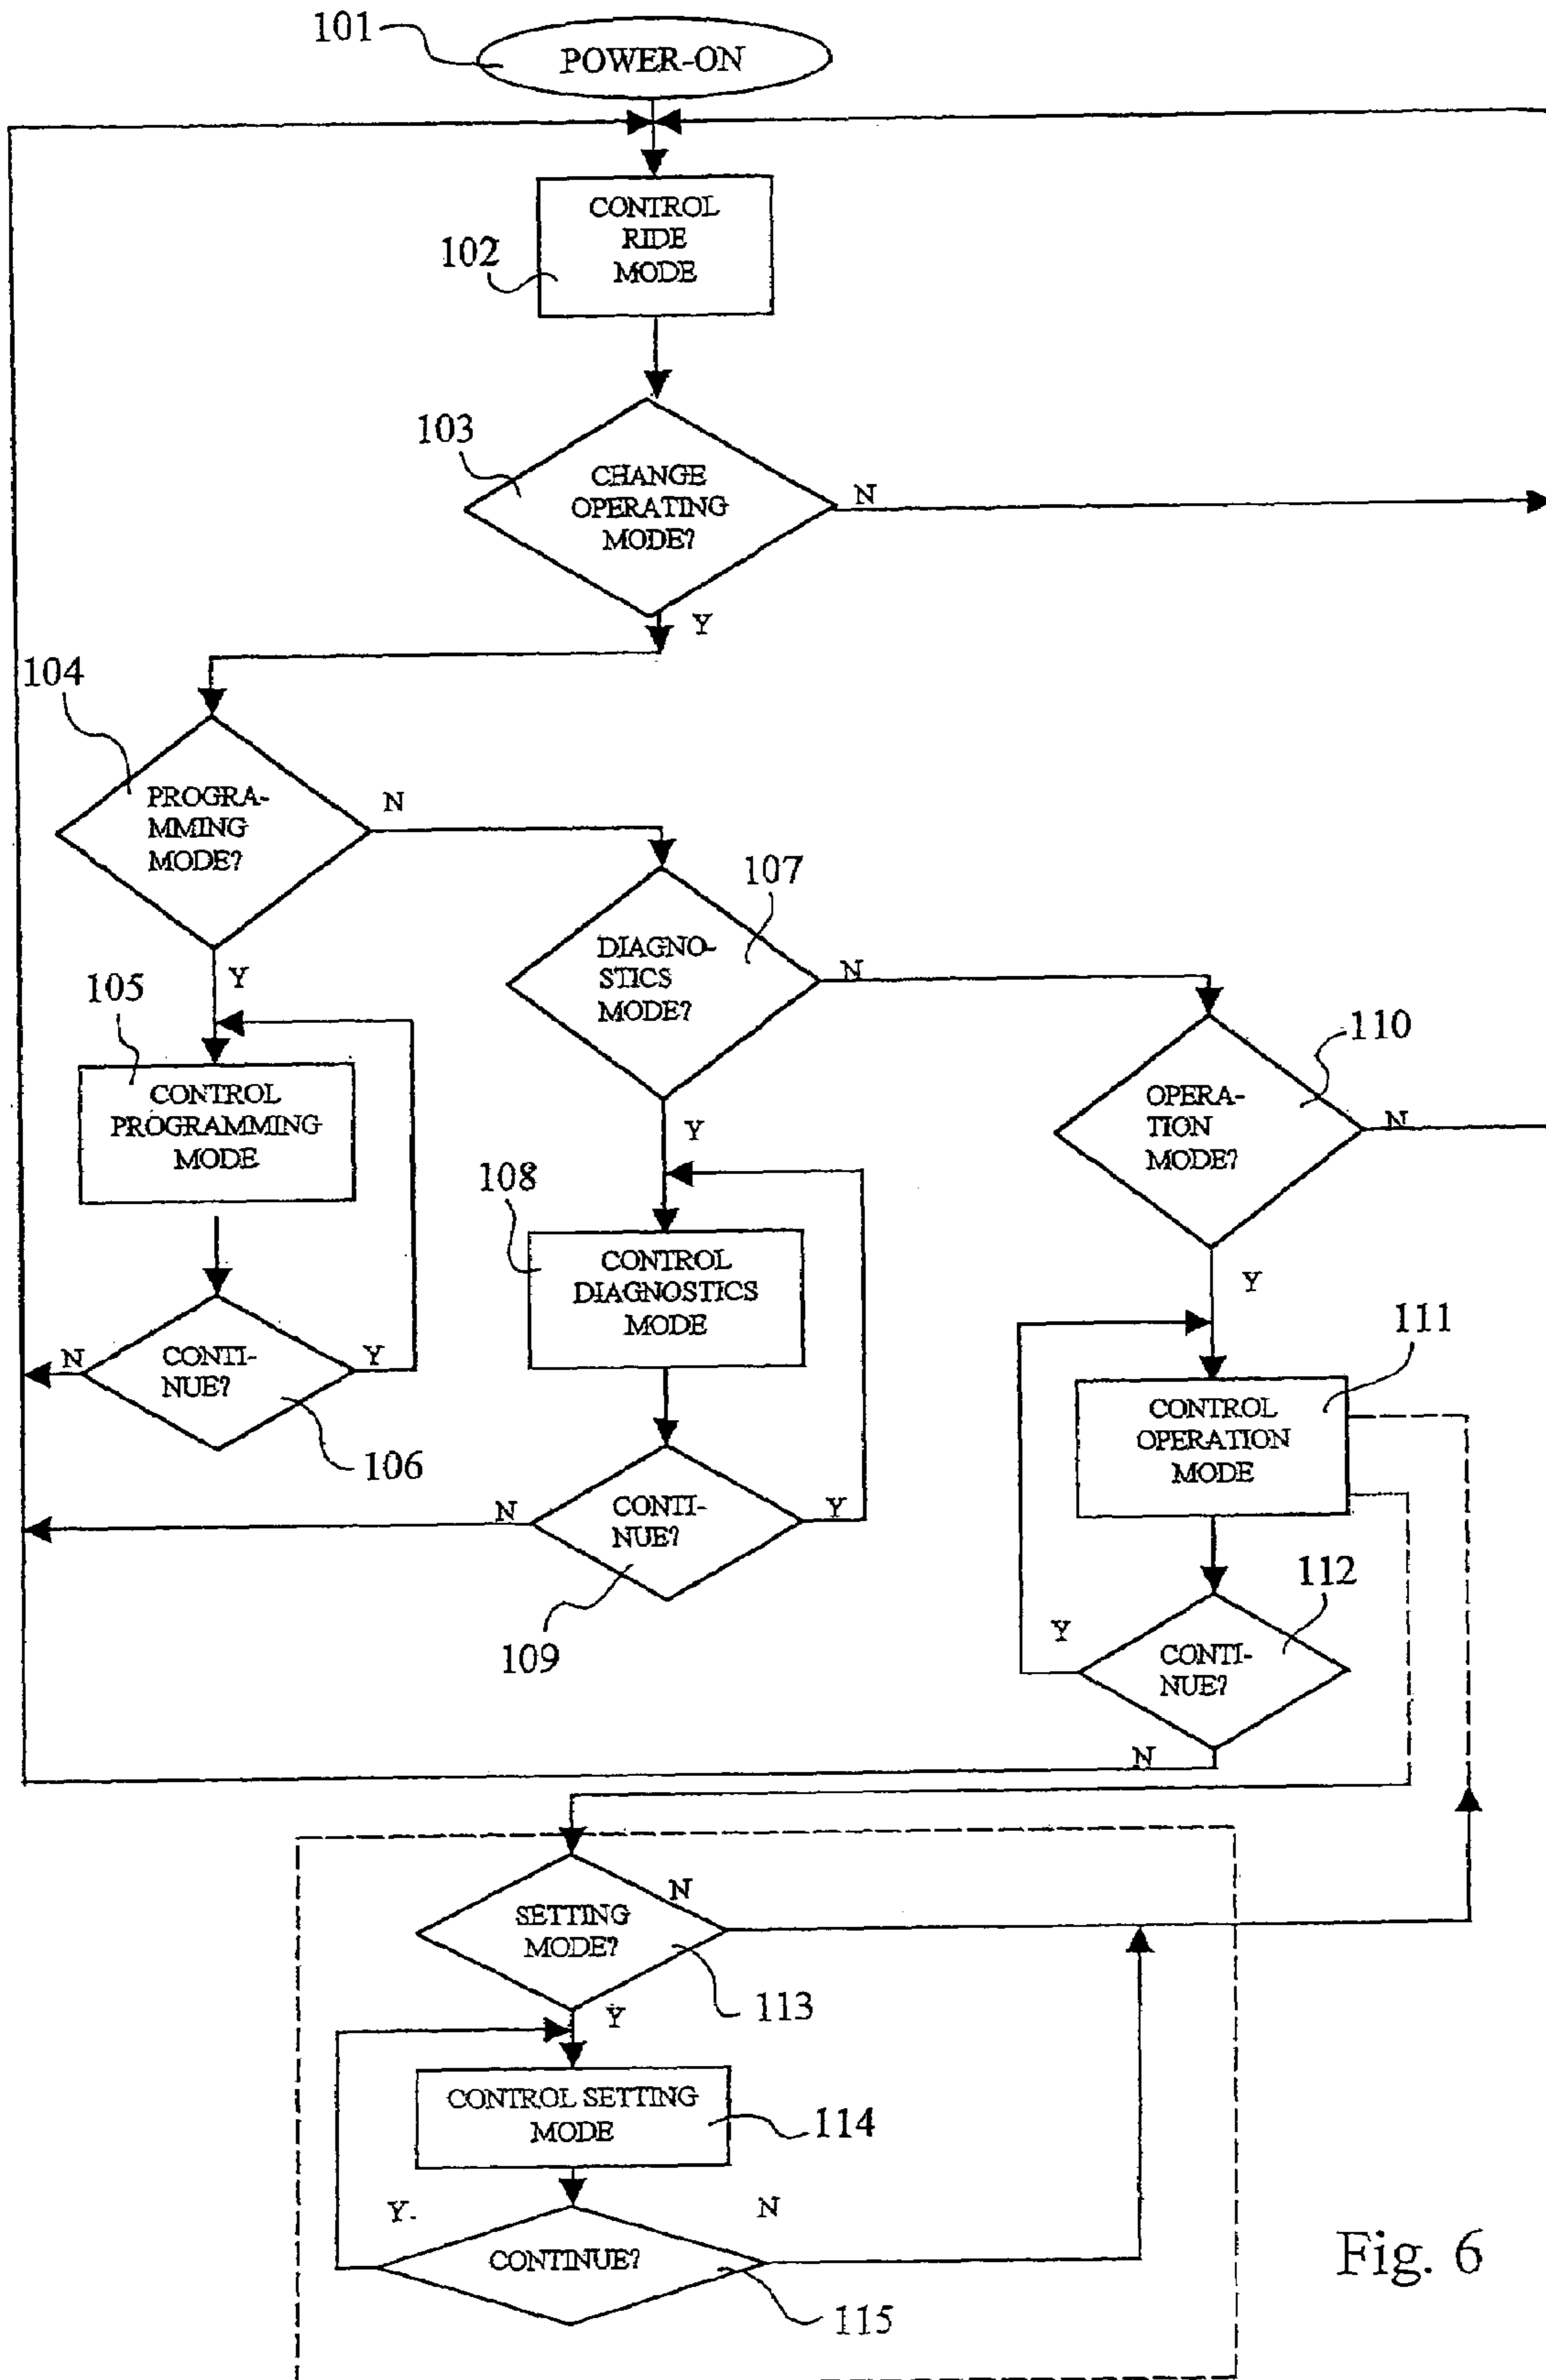 101
POWER-ON
CONTROL
RIDE
MODE
102
103
CHANGE
OPERATING
MODE?
N
Y
104
PROGRA-
MMING
MODE?
N
Y
107
DIAGNO-
STICS
MODE?
N
Y
110
OPERA-
TION
MODE?
N
Y
105
CONTROL
PROGRAMMING
MODE
108
CONTROL
DIAGNOSTICS
MODE
111
CONTROL
OPERATION
MODE
N
CONTI-
NUE?
Y
106
N
CONTI-
NUE?
Y
109
112
Y
CONTI-
NUE?
N
SETTING
MODE?
N
113
Y
CONTROL SETTING
MODE
114
Y
N
CONTINUE?
115
Fig. 6